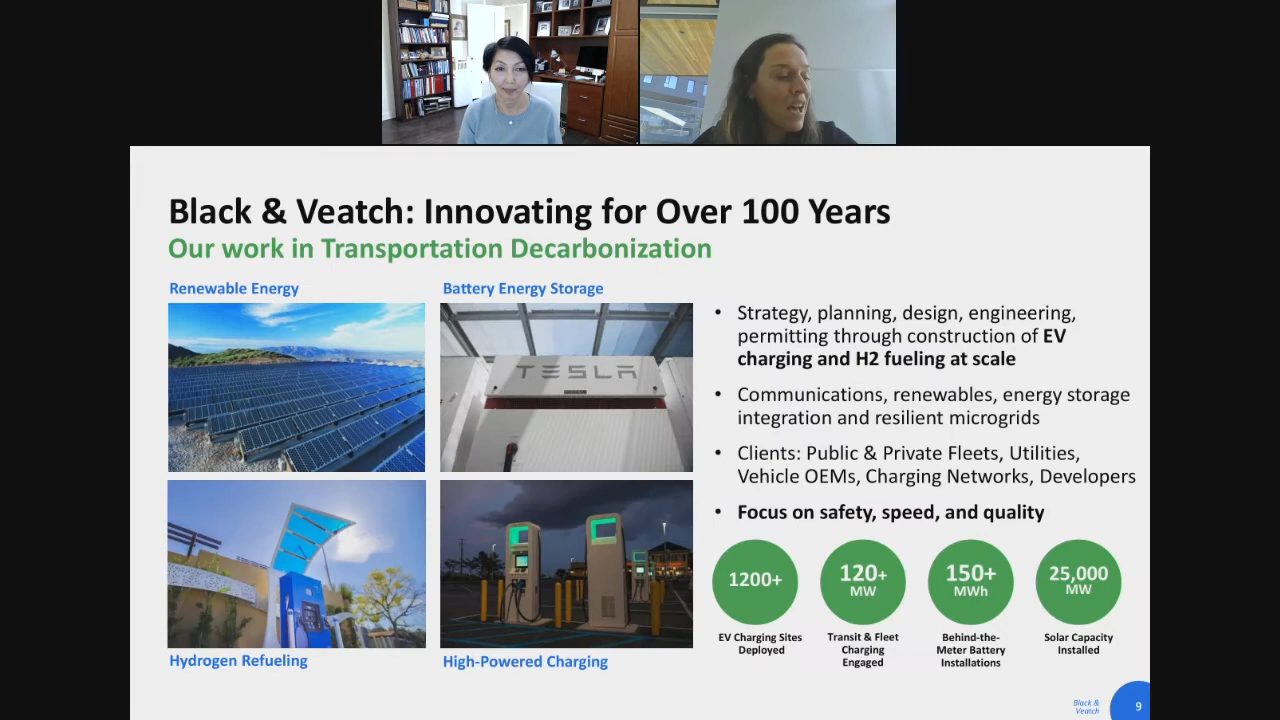 Black & Veatch: Innovating for Over 100 Years
Our work in Transportation Decarbonization
Renewable Energy
Battery Energy Storage
TESLA
Hydrogen Refueling
High-Powered Charging
• Strategy, planning, design, engineering,
permitting through construction of EV
charging and H2 fueling at scale
• Communications, renewables, energy storage
integration and resilient microgrids
• Clients: Public & Private Fleets, Utilities,
Vehicle OEMs, Charging Networks, Developers
• Focus on safety, speed, and quality
1200+
EV Charging Sites
Deployed
120+
MW
Transit & Fleet
Charging
Engaged
150+
MWh
Behind-the-
Meter Battery
Installations
25,000
MW
Solar Capacity
Installed
Black &
Veatch
9